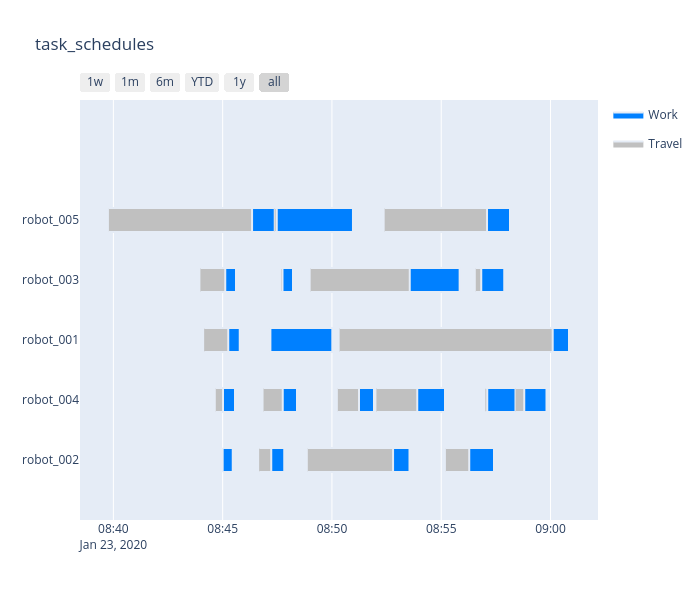 task_schedules
1w 1m 6m YTD 1y all
Work
Travel
robot_005
robot_003
robot_001
robot_004
robot_002
08:40 08:45 08:50 08:55 09:00
Jan 23, 2020